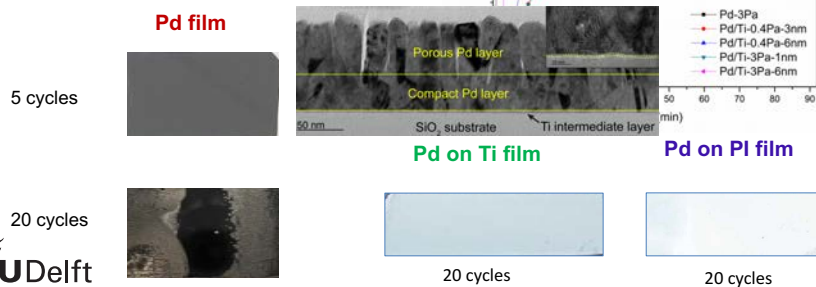 Pd film
5 cycles
20 cycles
UDelft
Porous Pd layer
Compact Pd layer
50 nm
SiO2 substrate
Ti intermediate layer
Pd on Ti film
20 cycles
Pd-3Pa
Pd/Ti-0.4Pa-3nm
Pd/Ti-0.4Pa-6nm
Pd/Ti-3Pa-1nm
Pd/Ti-3Pa-6nm
50 60 70 80 90
min)
Pd on PI film
20 cycles